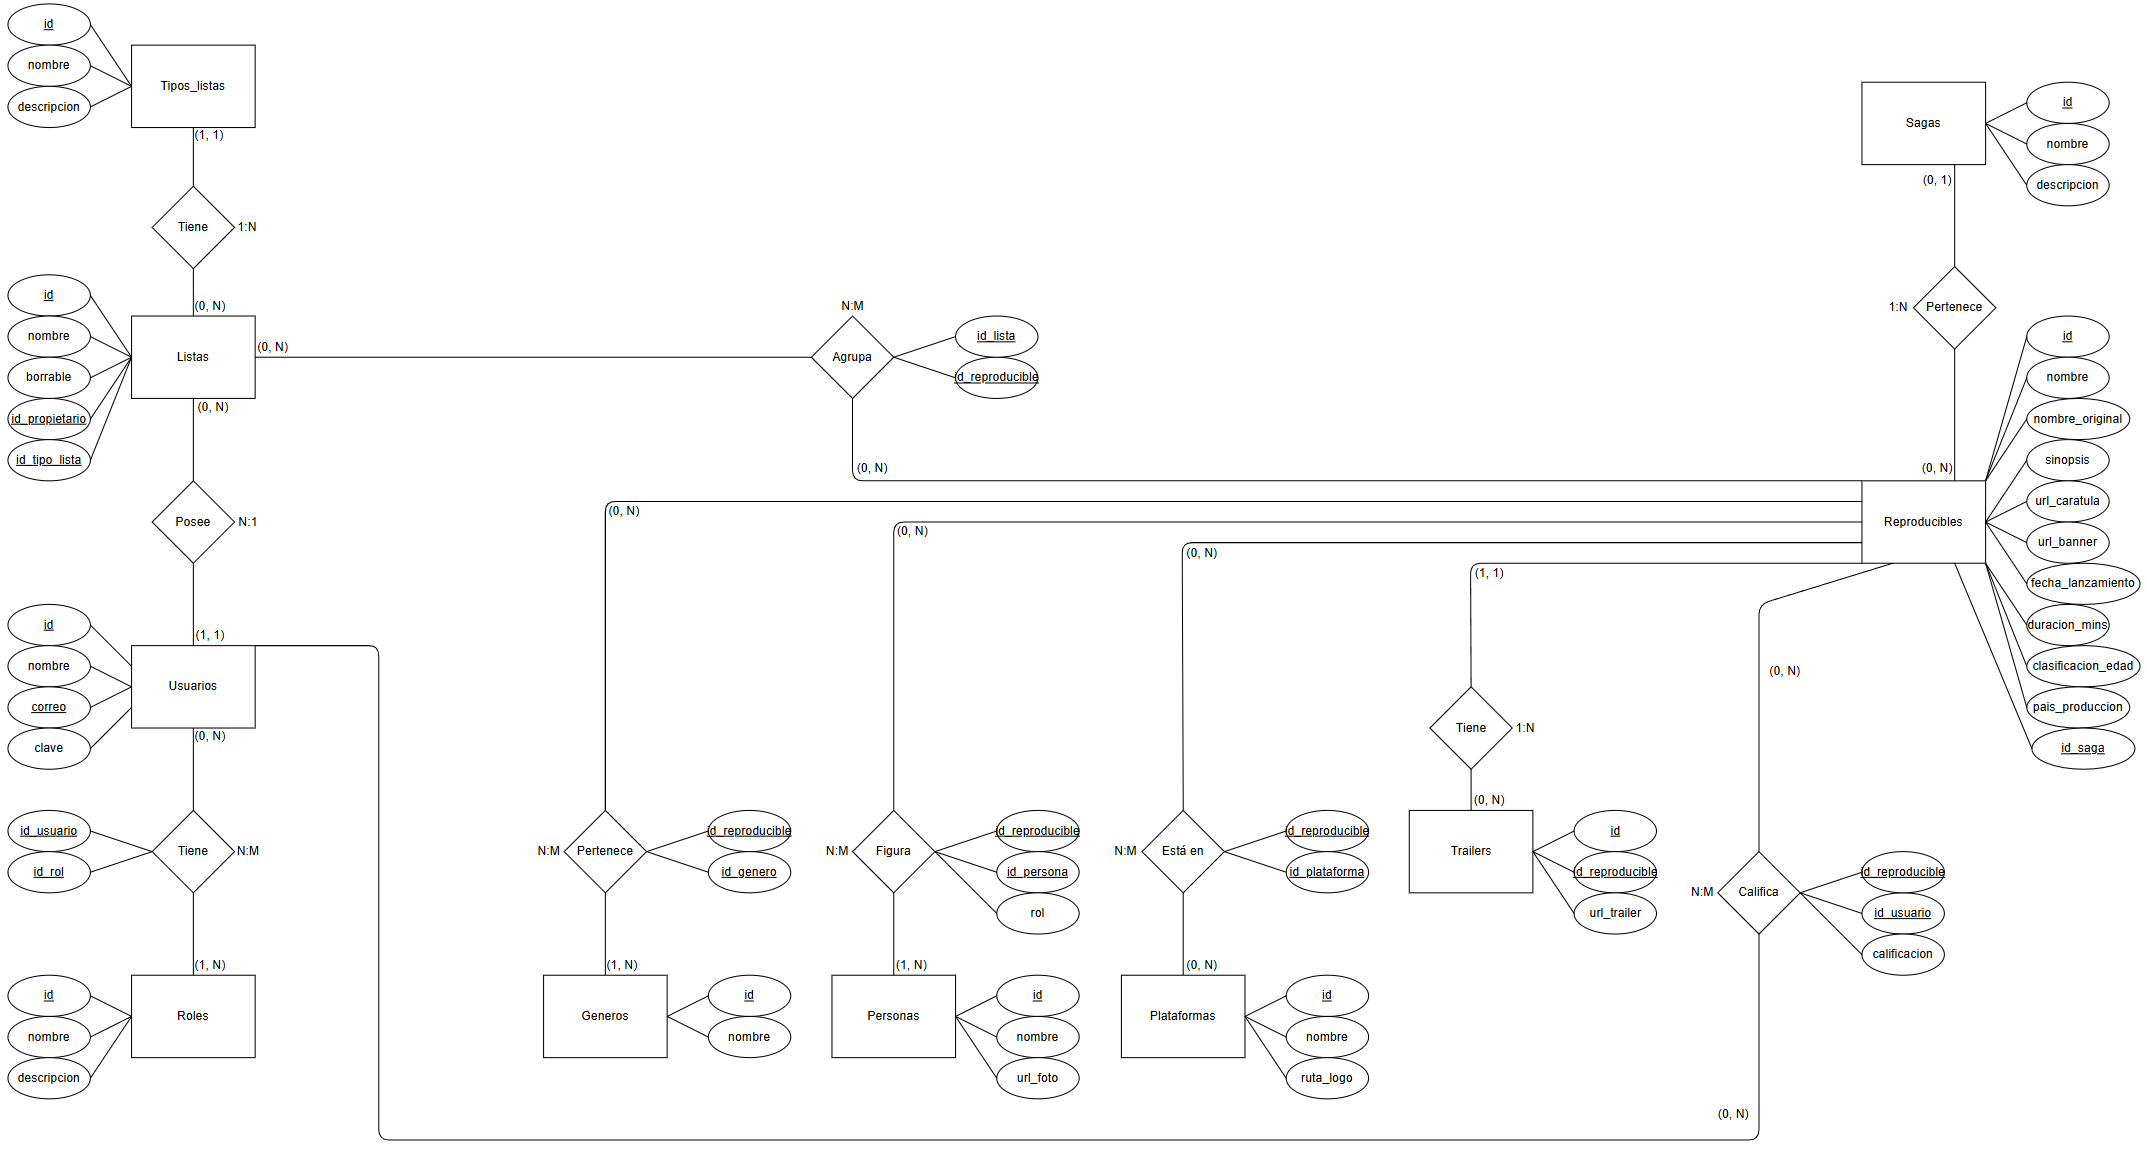 id
nombre
descripcion
Tipos_listas
(1, 1)
Tiene
1:N
(0, N)
id
nombre
borrable
id_propietario
id_tipo_lista
Listas
(0, N)
(0, N)
Posee
N:1
(1, 1)
id
nombre
correo
clave
Usuarios
(0, N)
id_usuario
id_rol
Tiene
N:M
(1, N)
id
nombre
descripcion
Roles
N:M
Agrupa
id_lista
id_reproducible
(0, N)
Sagas
id
nombre
descripcion
(0, 1)
1:N
Pertenece
(0, N)
Reproducibles
id
nombre
nombre_original
sinopsis
url_caratula
url_banner
fecha_lanzamiento
duracion_mins
clasificacion_edad
pais_produccion
id_saga
(0, N)
N:M
Pertenece
id_reproducible
id_genero
(1, N)
Generos
id
nombre
(0, N)
N:M
Figura
id_reproducible
id_persona
rol
(1, N)
Personas
id
nombre
url_foto
(0, N)
N:M
Está en
id_reproducible
id_plataforma
(0, N)
Plataformas
id
nombre
ruta_logo
(1, 1)
Tiene
1:N
(0, N)
Trailers
id
id_reproducible
url_trailer
(0, N)
N:M
Califica
id_reproducible
id_usuario
calificacion
(0, N)